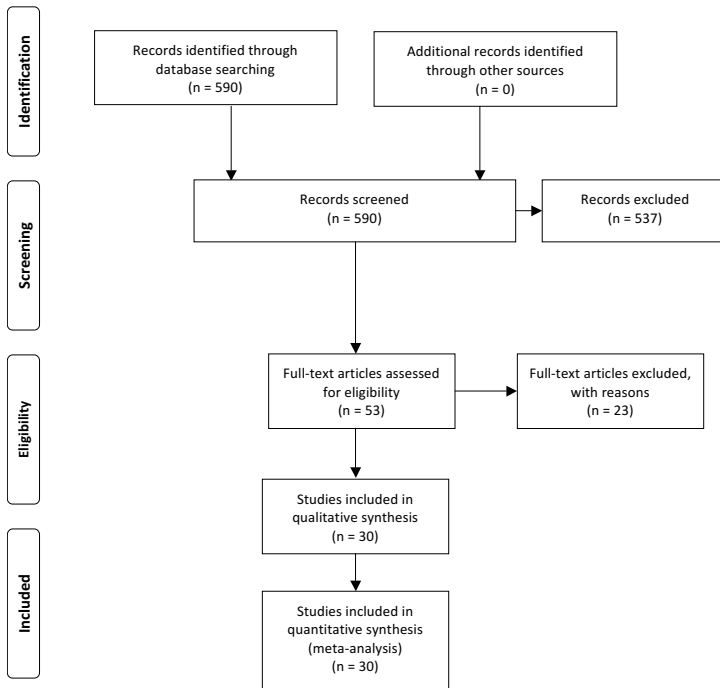 Identification
Records identified through
database searching
(n = 590)
Additional records identified
through other sources
(n = 0)
Screening
Records screened
(n = 590)
Records excluded
(n = 537)
Eligibility
Full-text articles assessed
for eligibility
(n = 53)
Full-text articles excluded,
with reasons
(n = 23)
Studies included in
qualitative synthesis
(n = 30)
Included
Studies included in
quantitative synthesis
(meta-analysis)
(n = 30)